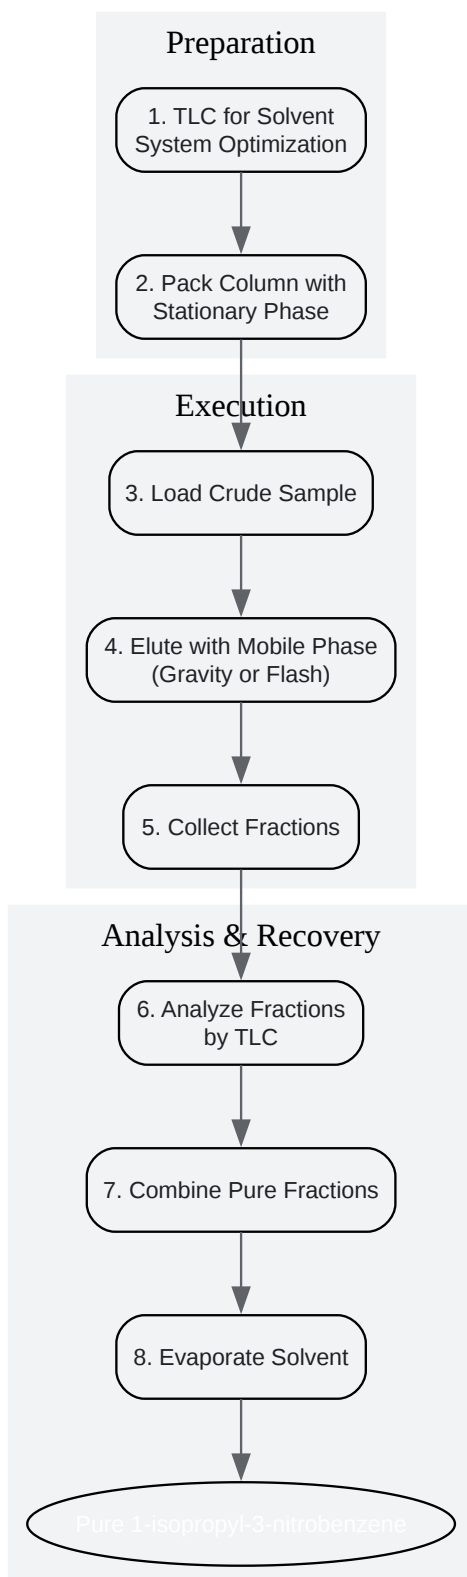 Preparation
1. TLC for Solvent
System Optimization
2. Pack Column with
Stationary Phase
Execution
3. Load Crude Sample
4. Elute with Mobile Phase
(Gravity or Flash)
5. Collect Fractions
Analysis & Recovery
6. Analyze Fractions
by TLC
7. Combine Pure Fractions
8. Evaporate Solvent
Pure 1-isopropyl-3-nitrobenzene